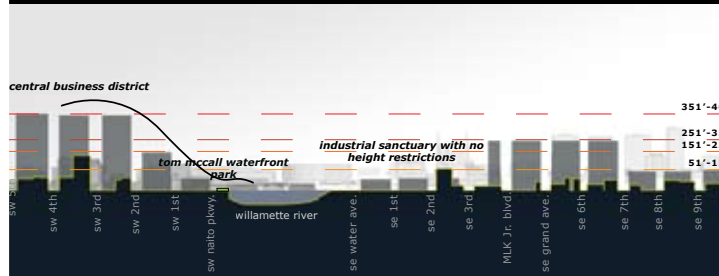 central business district
351'-4
251'-3
151'-2
industrial sanctuary with no
height restrictions
tom mccall waterfront
park
51'-1
willamette river
sw 4th
sw 3rd
sw 2nd
sw 1st
sw naito pkwy.
se water ave.
se 1st
se 2nd
se 3rd
MLK Jr. blvd.
se grand ave.
se 6th
se 7th
se 8th
se 9th